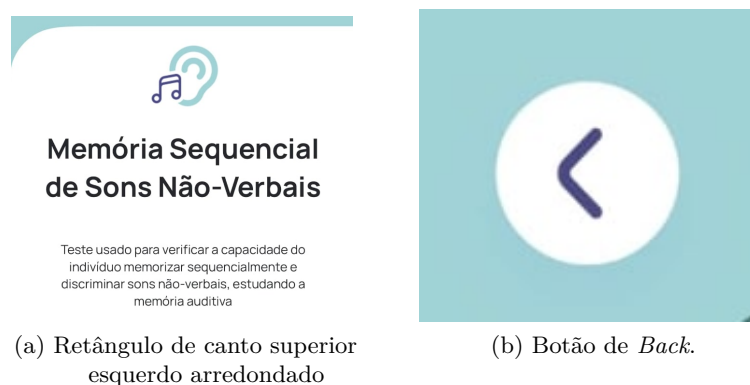 Memória Sequencial
de Sons Não-Verbais
Teste usado para verificar a capacidade do
indivíduo memorizar sequencialmente e
discriminar sons não-verbais, estudando a
memória auditiva
(a) Retângulo de canto superior
esquerdo arredondado
(b) Botão de Back.